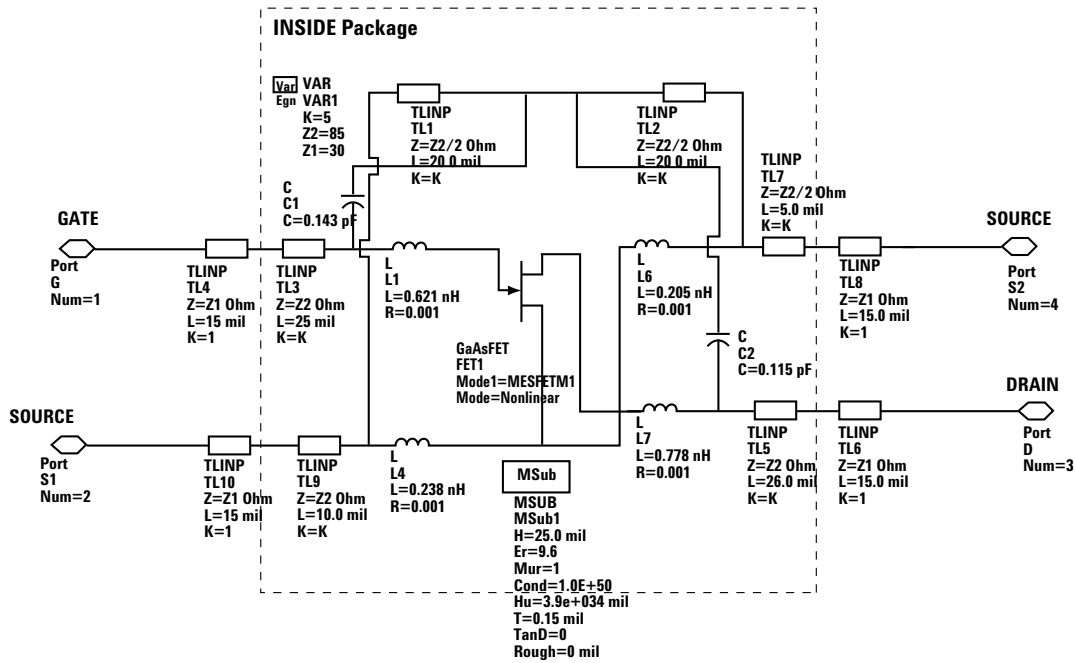 INSIDE Package
Var
Egn
VAR
VAR1
K=5
Z2=85
Z1=30
TLINP
TL1
Z=Z2/2 Ohm
L=20 0 mil
K=K
TLINP
TL2
Z=Z2/2 Ohm
L=20 0 mil
K=K
TLINP
TL7
Z=Z2/2 Ohm
L=5.0 mil
K=K
C
C1
C=0.143 pF
GATE
Port
G
Num=1
TLINP
TL4
Z=Z1 Ohm
L=15 mil
K=1
TLINP
TL3
Z=Z2 Ohm
L=25 mil
K=K
L
L1
L=0.621 nH
R=0.001
GaAsFET
FET1
Mode1=MESFETM1
Mode=Nonlinear
L
L6
L=0.205 nH
R=0.001
C
C2
C=0.115 pF
TLINP
TL8
Z=Z1 Ohm
L=15.0 mil
K=1
SOURCE
Port
S2
Num=4
SOURCE
Port
S1
Num=2
TLINP
TL10
Z=Z1 Ohm
L=15 mil
K=1
TLINP
TL9
Z=Z2 Ohm
L=10.0 mil
K=K
L
L4
L=0.238 nH
R=0.001
MSub
MSUB
MSub1
H=25.0 mil
Er=9.6
Mur=1
Cond=1.0E+50
Hu=3.9e+034 mil
T=0.15 mil
TanD=0
Rough=0 mil
L
L7
L=0.778 nH
R=0.001
TLINP
TL5
Z=Z2 Ohm
L=26.0 mil
K=K
TLINP
TL6
Z=Z1 Ohm
L=15.0 mil
K=1
DRAIN
Port
D
Num=3